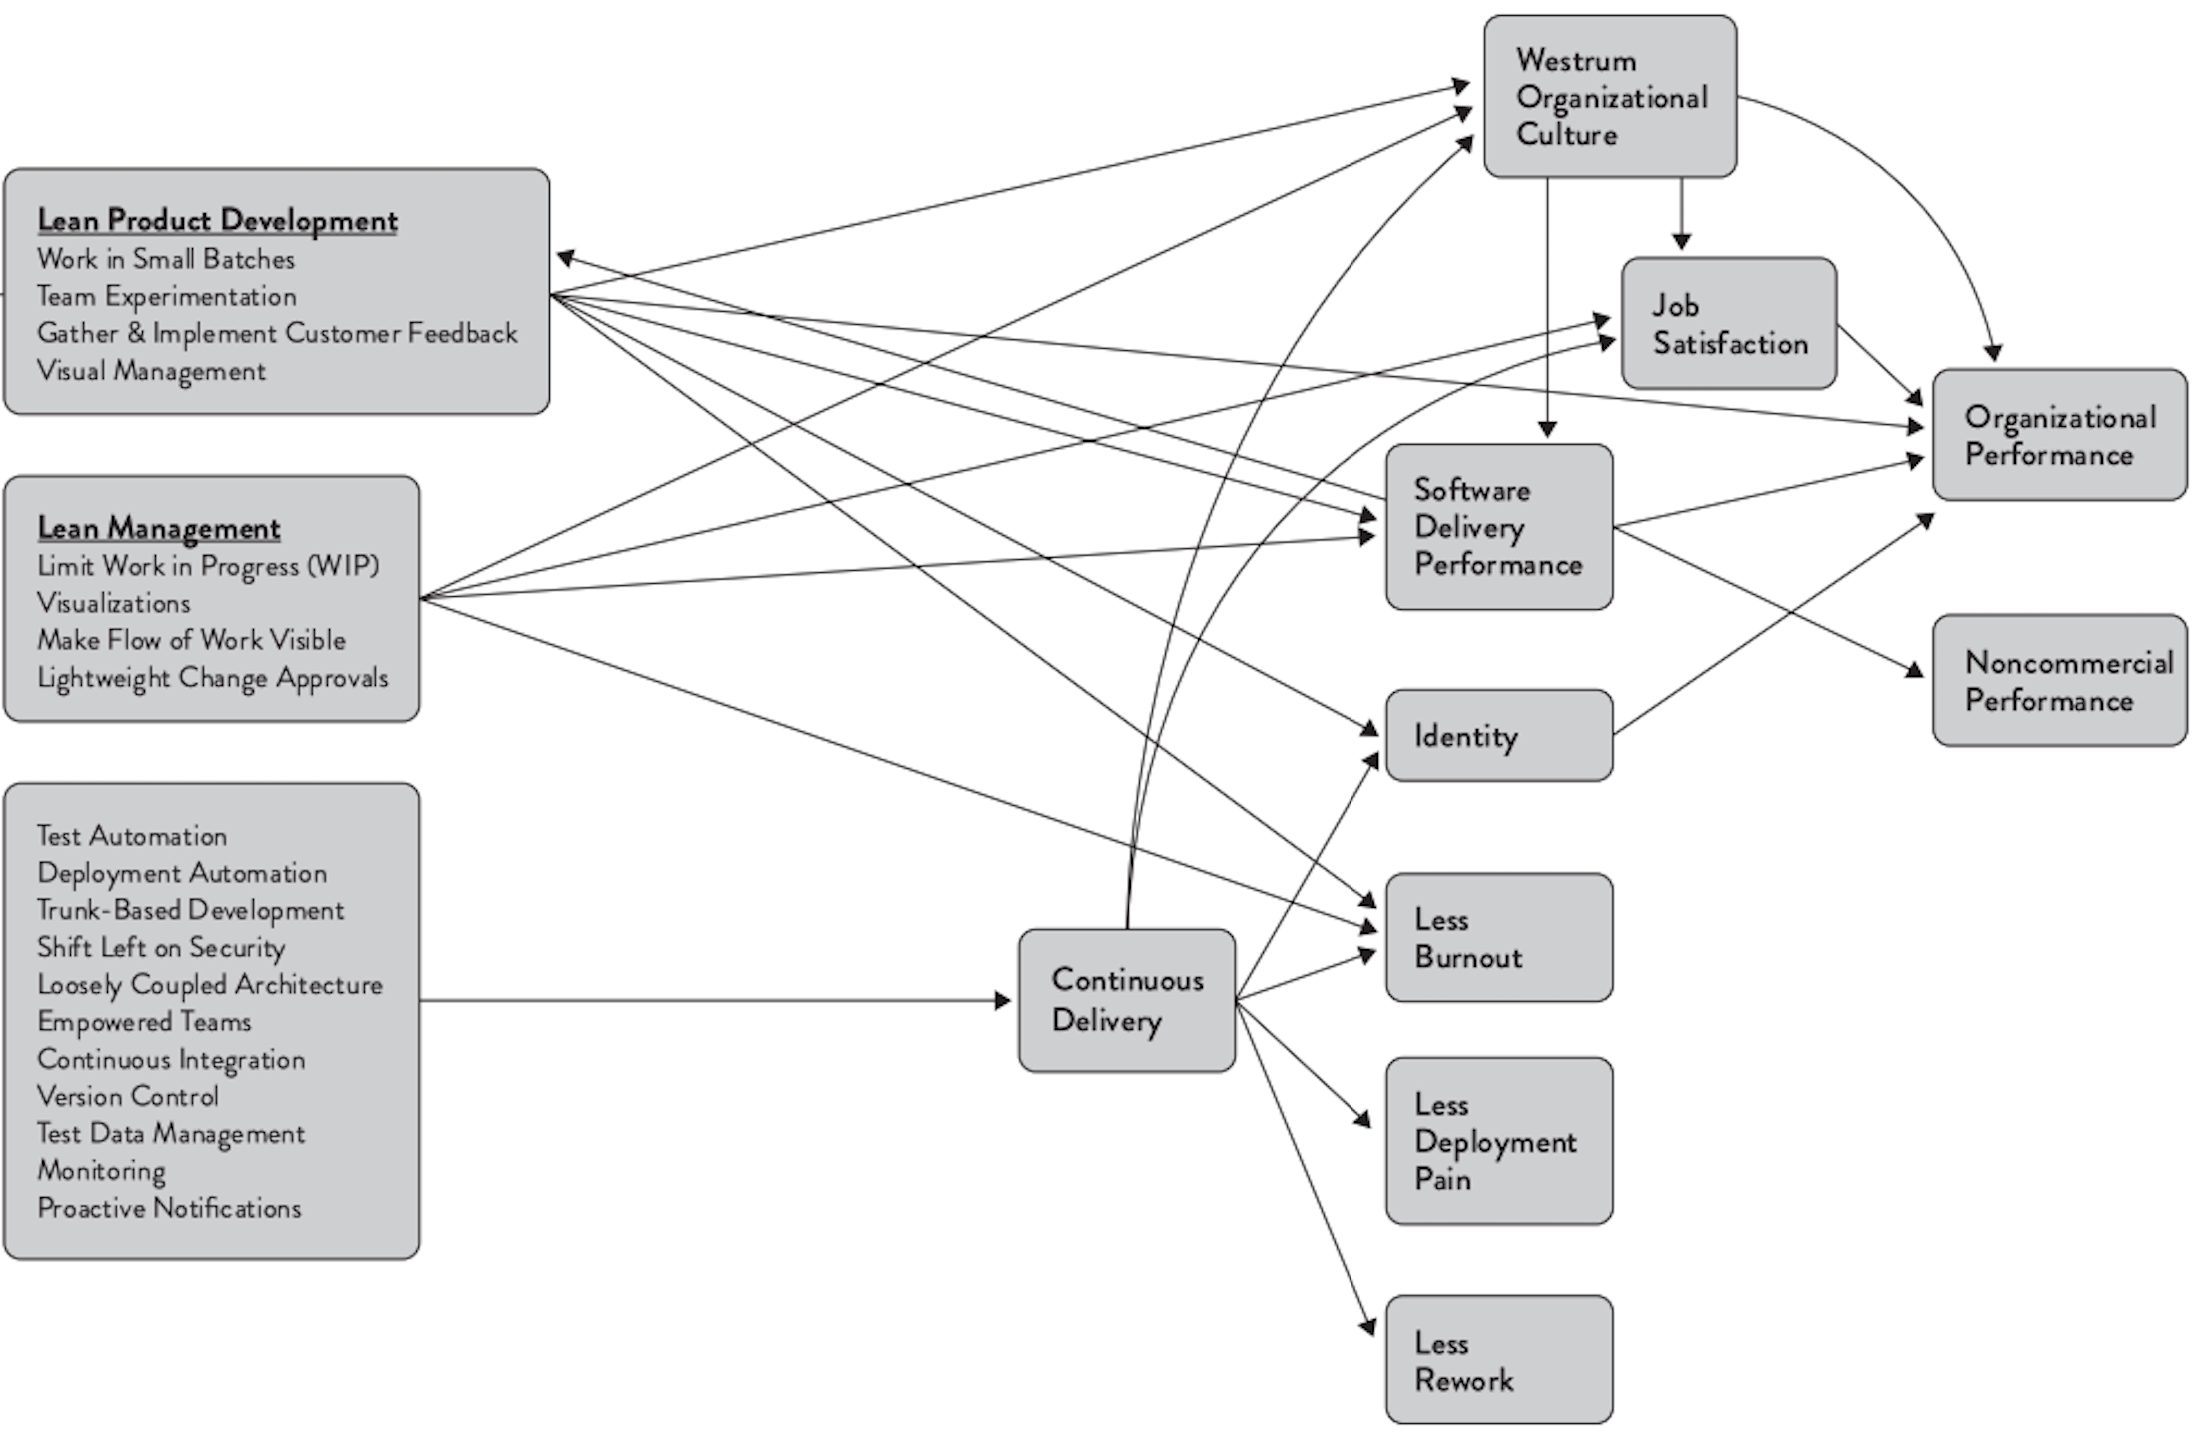 Westrum
Organizational
Culture
Lean Product Development
Work in Small Batches
Team Experimentation
Gather & Implement Customer Feedback
Visual Management
Job
Satisfaction
Organizational
Performance
Lean Management
Limit Work in Progress (WIP)
Visualizations
Make Flow of Work Visible
Lightweight Change Approvals
Software
Delivery
Performance
Noncommercial
Performance
Identity
Test Automation
Deployment Automation
Trunk-Based Development
Shift Left on Security
Loosely Coupled Architecture
Empowered Teams
Continuous Integration
Version Control
Test Data Management
Monitoring
Proactive Notifications
Continuous
Delivery
Less
Burnout
Less
Deployment
Pain
Less
Rework